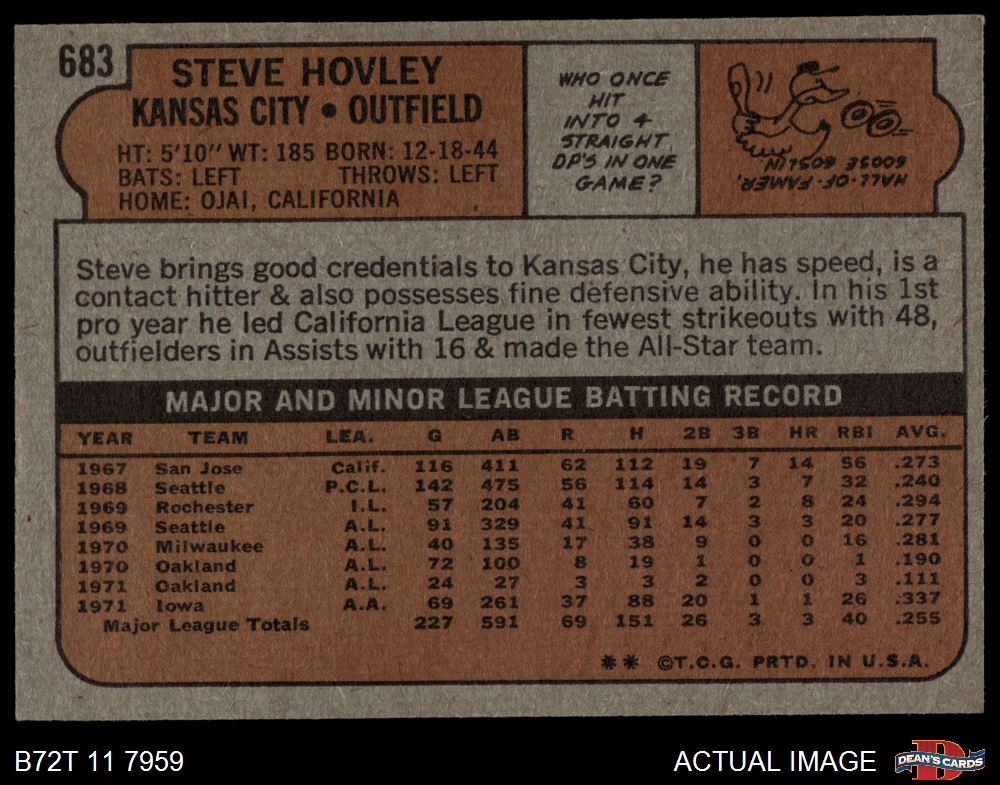 683
STEVE HOVLEY
KANSAS CITY • OUTFIELD
HT: 5'10" WT: 185 BORN: 12-18-44
BATS: LEFT THROWS: LEFT
HOME: OJAI, CALIFORNIA
WHO ONCE
HIT
INTO 4
STRAIGHT
DP'S IN ONE
GAME?
HALL-OF-FAMER,
GOOSE GOSLIN
Steve brings good credentials to Kansas City, he has speed, is a
contact hitter & also possesses fine defensive ability. In his 1st
pro year he led California League in fewest strikeouts with 48,
outfielders in Assists with 16 & made the All-Star team.
MAJOR AND MINOR LEAGUE BATTING RECORD
YEAR TEAM LEA. G AB R H 2B 3B HR RBI AVG.
1967 San Jose Calif. 116 411 62 112 19 7 14 56 .273
1968 Seattle P.C.L. 142 475 56 114 14 3 7 32 .240
1969 Rochester I.L. 57 204 41 60 7 2 8 24 .294
1969 Seattle A.L. 91 329 41 91 14 3 3 20 .277
1970 Milwaukee A.L. 40 135 17 38 9 0 0 16 .281
1970 Oakland A.L. 72 100 8 19 1 0 0 1 .190
1971 Oakland A.L. 24 27 3 3 2 0 0 3 .111
1971 Iowa A.A. 69 261 37 88 20 1 1 26 .337
Major League Totals 227 591 69 151 26 3 3 40 .255
** ©T.C.G. PRTD. IN U.S.A.
B72T 11 7959
ACTUAL IMAGE
D
DEAN'S CARDS